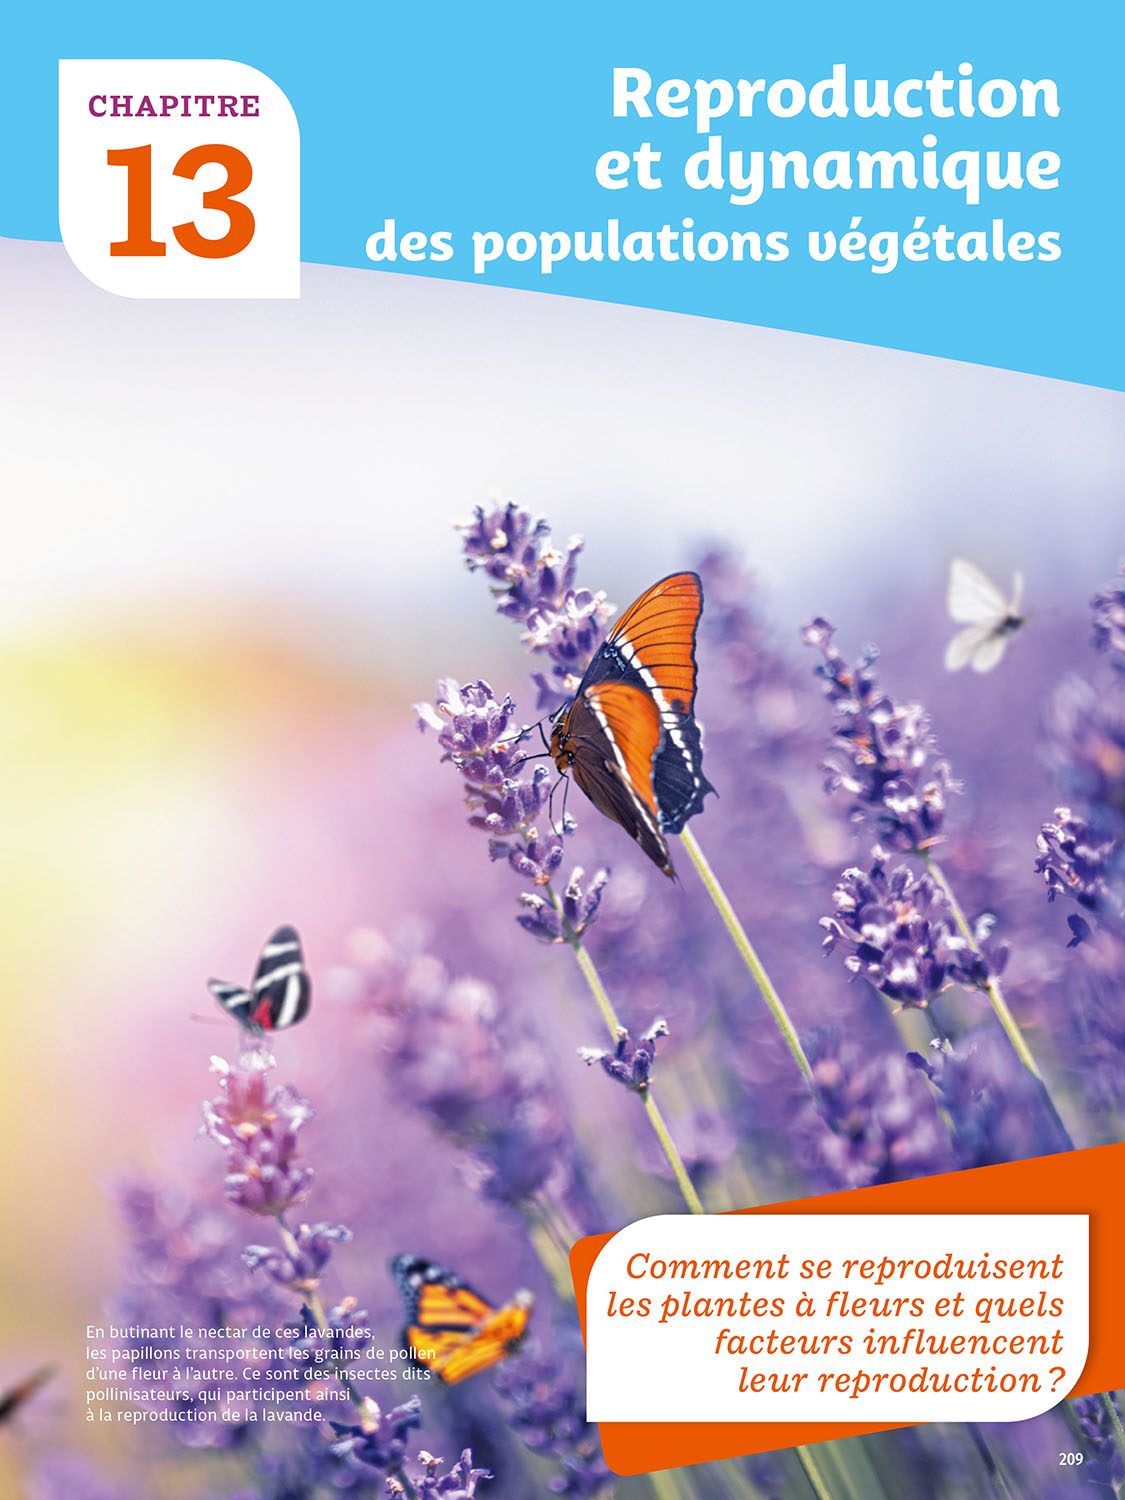 CHAPITRE
13
Reproduction
et dynamique
des populations végétales
En butinant le nectar de ces lavandes,
les papillons transportent les grains de pollen
d'une fleur à l'autre. Ce sont des insectes dits
pollinisateurs, qui participent ainsi
à la reproduction de la lavande.
Comment se reproduisent
les plantes à fleurs et quels
facteurs influencent
leur reproduction ?
209